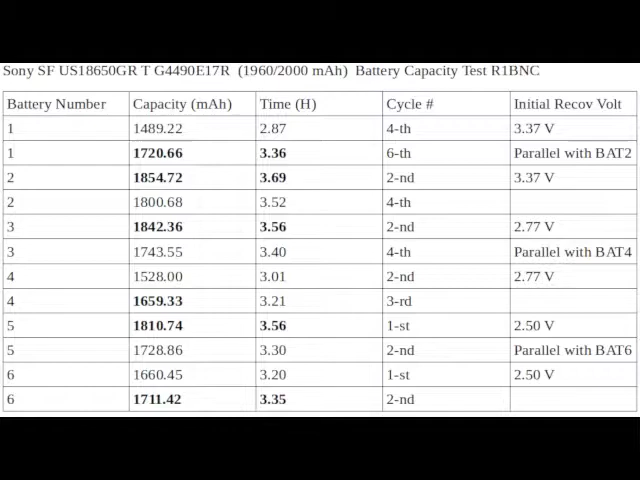 Sony SF US18650GR T G4490E17R (1960/2000 mAh) Battery Capacity Test R1BNC
Battery Number Capacity (mAh) Time (H) Cycle # Initial Recov Volt
1 1489.22 2.87 4-th 3.37 V
1 1720.66 3.36 6-th Parallel with BAT2
2 1854.72 3.69 2-nd 3.37 V
2 1800.68 3.52 4-th
3 1842.36 3.56 2-nd 2.77 V
3 1743.55 3.40 4-th Parallel with BAT4
4 1528.00 3.01 2-nd 2.77 V
4 1659.33 3.21 3-rd
5 1810.74 3.56 1-st 2.50 V
5 1728.86 3.30 2-nd Parallel with BAT6
6 1660.45 3.20 1-st 2.50 V
6 1711.42 3.35 2-nd